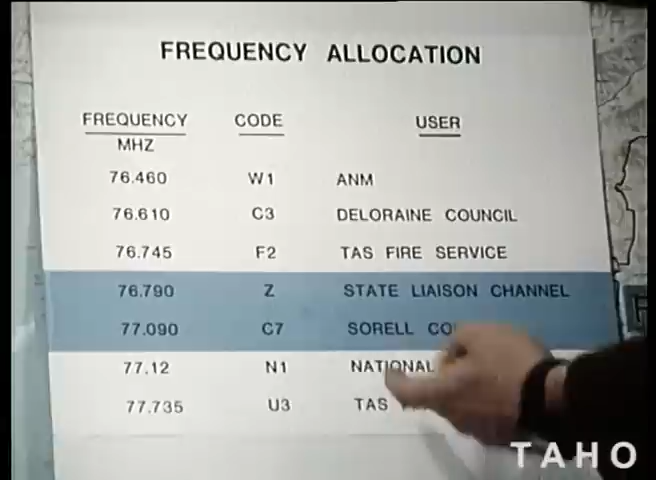 FREQUENCY ALLOCATION
FREQUENCY CODE USER
MHZ
76.460 W1 ANM
76.610 C3 DELORAINE COUNCIL
76.745 F2 TAS FIRE SERVICE
76.790 Z STATE LIAISON CHANNEL
77.090 C7 SORELL
77.12 N1 NATIONAL
77.735 U3 TAS
TAHO